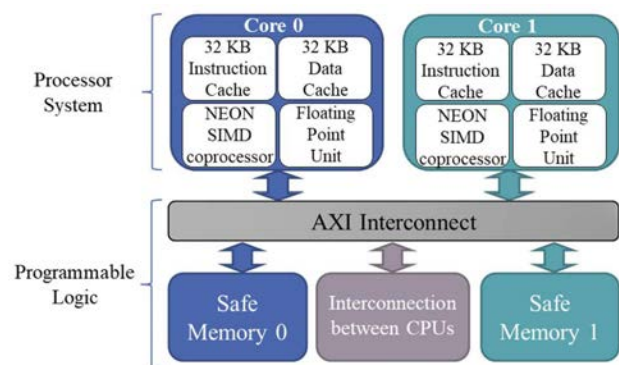 Core 0
32 KB
Instruction
Cache
32 KB
Data
Cache
NEON
SIMD
coprocessor
Floating
Point
Unit
Core 1
32 KB
Instruction
Cache
32 KB
Data
Cache
NEON
SIMD
coprocessor
Floating
Point
Unit
Processor
System
AXI Interconnect
Programmable
Logic
Safe
Memory 0
Interconnection
between CPUs
Safe
Memory 1